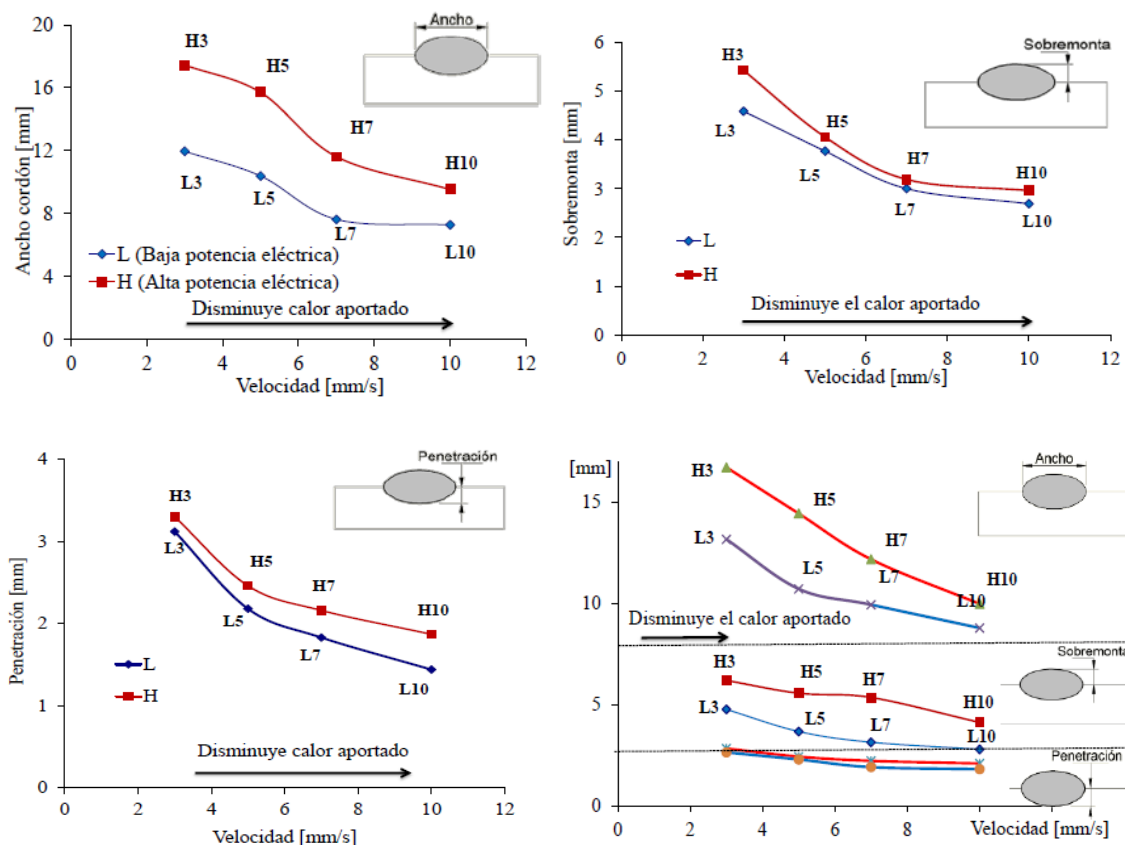 20
16
12
8
4
0
Ancho cordón [mm]
Ancho
H3
H5
H7
H10
L3
L5
L7
L10
L (Baja potencia eléctrica)
H (Alta potencia eléctrica)
Disminuye calor aportado
0 2 4 6 8 10 12
Velocidad [mm/s]
6
5
4
3
2
1
0
Sobremonta [mm]
Sobremonta
H3
L3
H5
L5
H7
L7
H10
L10
L
H
Disminuye el calor aportado
0 2 4 6 8 10 12
Velocidad [mm/s]
4
3
2
1
0
Penetración [mm]
Penetración
H3
L3
H5
L5
H7
L7
H10
L10
L
H
Disminuye calor aportado
0 2 4 6 8 10 12
Velocidad [mm/s]
[mm]
15
10
5
0
Ancho
H3
H5
L3
H7
L5
L7
H10
L10
Disminuye el calor aportado
Sobremonta
H3
H5
H7
H10
L3
L5
L7
L10
Penetración
0 2 4 6 8
Velocidad [mm/s]